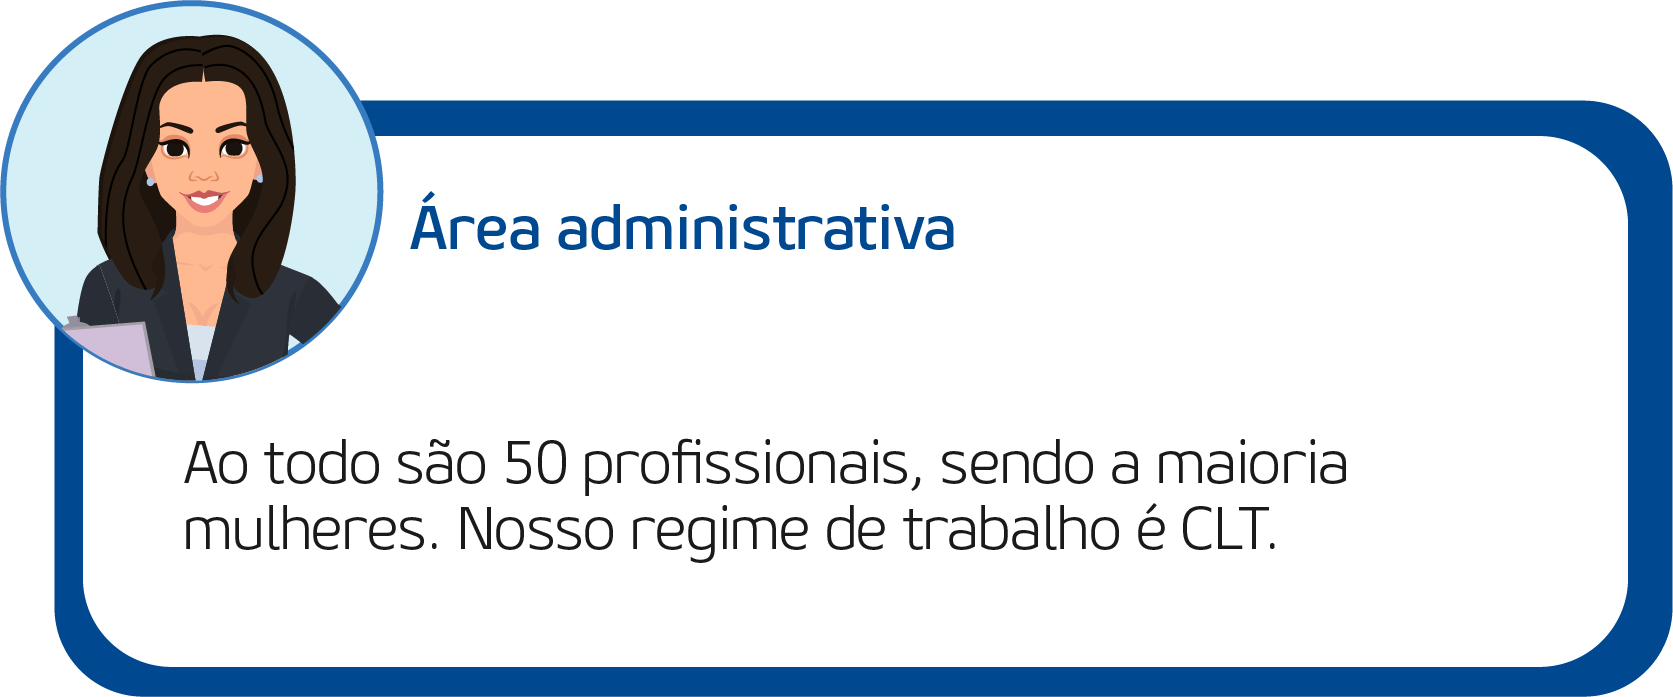 Área administrativa
Ao todo são 50 profissionais, sendo a maioria
mulheres. Nosso regime de trabalho é CLT.